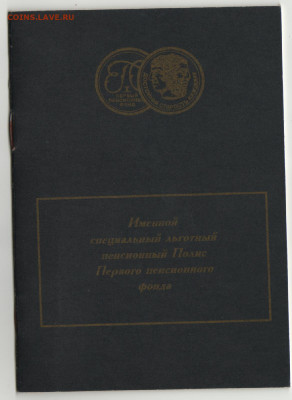 COINS.LAVE.RU
Именной
специальный льготный
пенсионный Полис
Первого пенсионного
фонда